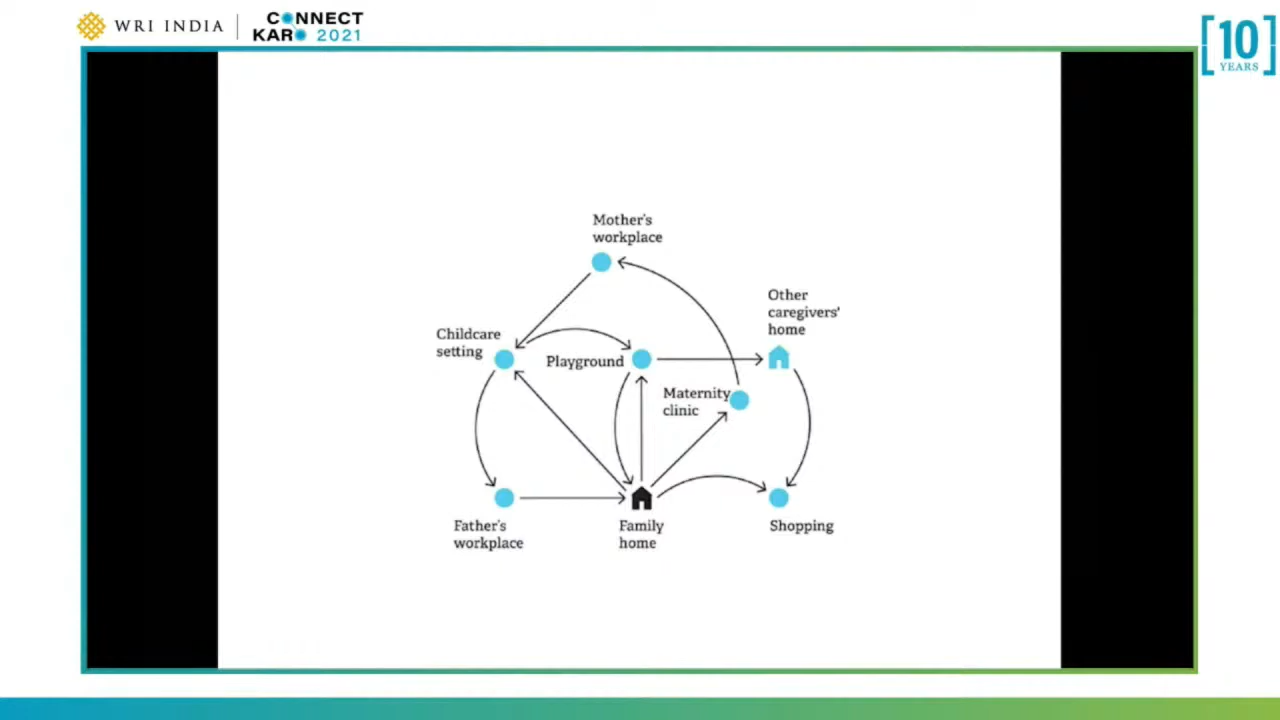 WRI INDIA
CONNECT
KARO 2021
[10]
YEARS
Mother's
workplace
Other
caregivers'
home
Childcare
setting
Playground
Maternity
clinic
Father's
workplace
Family
home
Shopping